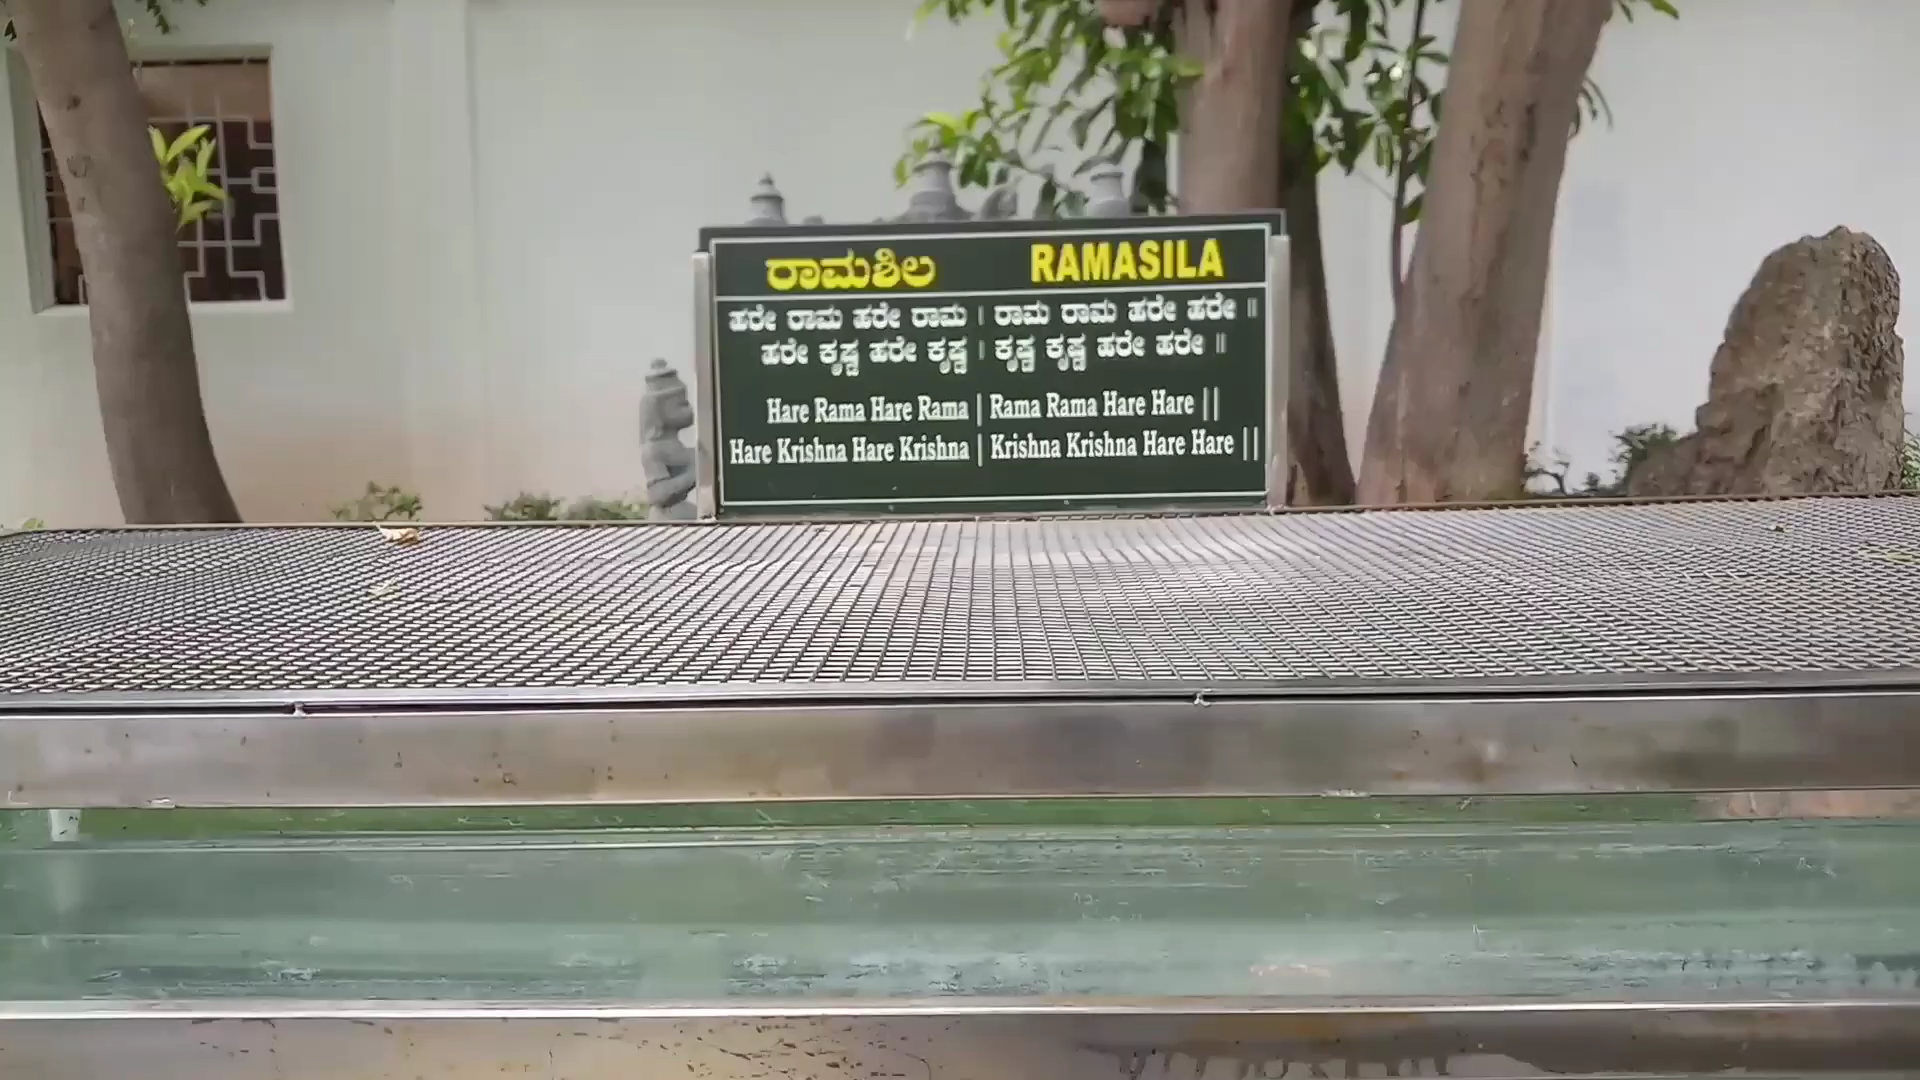 ರಾಮಶಿಲ RAMASILA
ಹರೇ ರಾಮ ಹರೇ ರಾಮ | ರಾಮ ರಾಮ ಹರೇ ಹರೇ ||
ಹರೇ ಕೃಷ್ಣ ಹರೇ ಕೃಷ್ಣ | ಕೃಷ್ಣ ಕೃಷ್ಣ ಹರೇ ಹರೇ ||
Hare Rama Hare Rama | Rama Rama Hare Hare ||
Hare Krishna Hare Krishna | Krishna Krishna Hare Hare ||